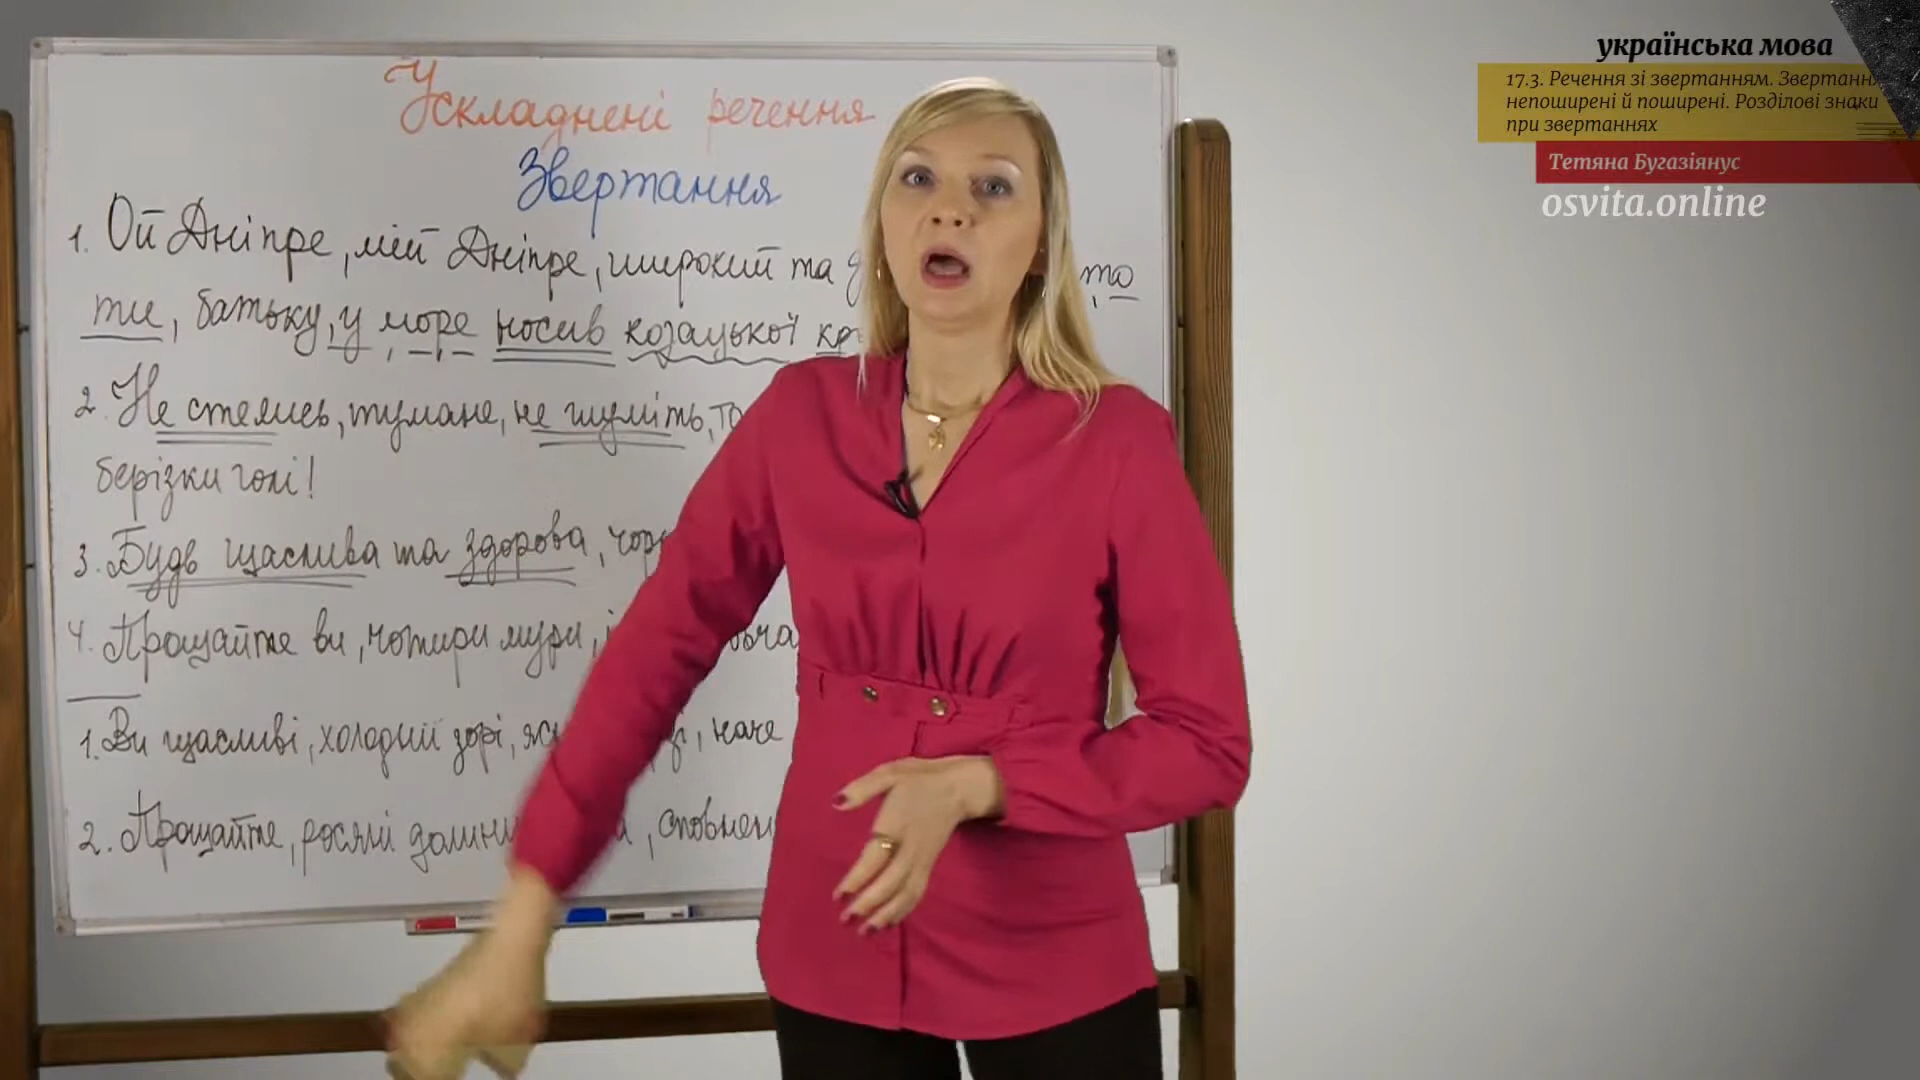 українська мова
17.3. Речення зі звертанням. Звертання
непоширені й поширені. Розділові знаки
при звертаннях
Тетяна Бугазіянус
osvita.online
Ускладнені речення
Звертання
1. Ой Дніпре, мій Дніпре, широкий та то
ти, батьку, у море носив козацької
2. Не стелись, тумане, не шуміть,
берізки голі!
3. Будь щаслива та здорова,
4. Прощайте ви, чотири мури, і
1. Ви щасливі, холодні зорі, наче
2. Прощайте, росяні